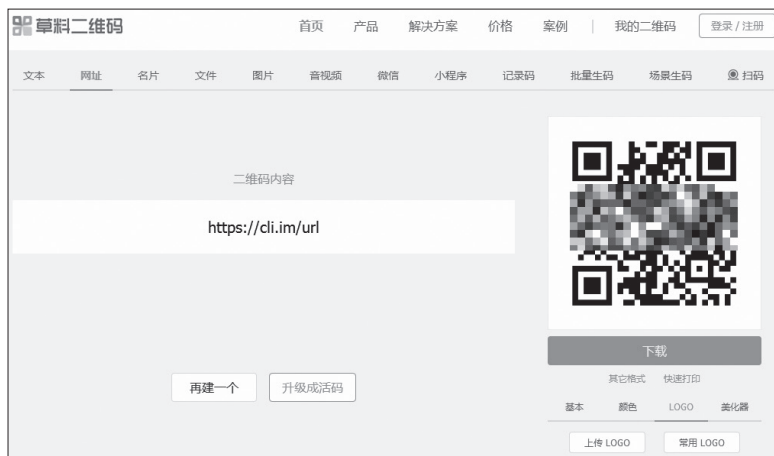 草料二维码 首页 产品 解决方案 价格 案例 | 我的二维码 登录 / 注册
文本 网址 名片 文件 图片 音视频 微信 小程序 记录码 批量生码 场景生码 扫码
二维码内容
https://cli.im/url
下载
其它格式 快速打印
再建一个 升级成活码
基本 颜色 LOGO 美化器
上传 LOGO 常用 LOGO